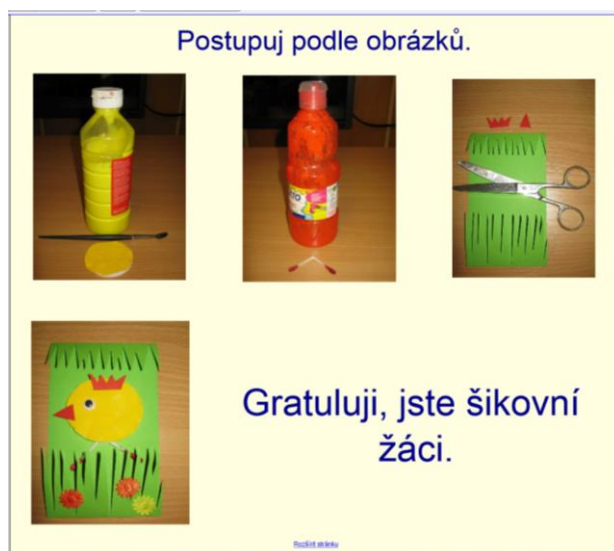 Postupuj podle obrázků.
Gratuluji, jste šikovní
žáci.
Rozšířit stránku